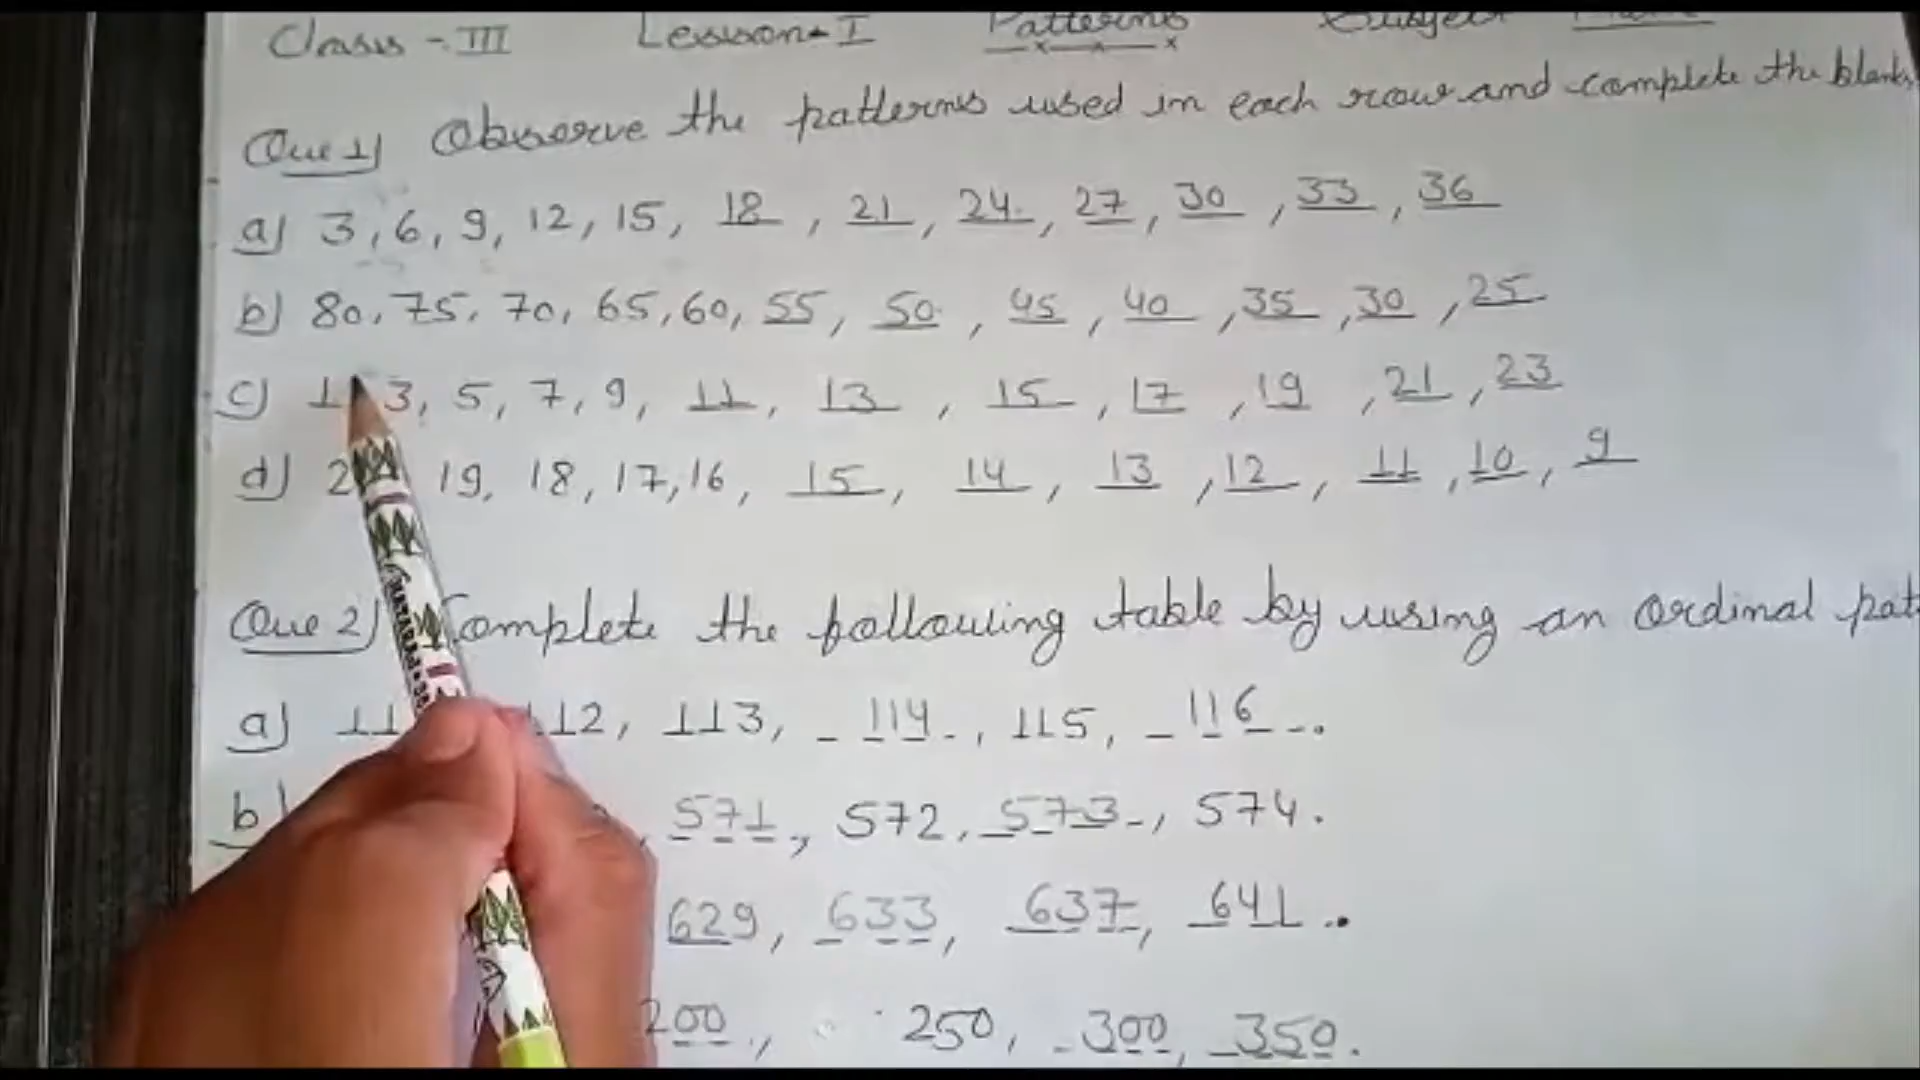 Class - III Lesson - I Patterns Subject
Que 1) Observe the patterns used in each row and complete the blanks
a) 3, 6, 9, 12, 15, 18, 21, 24, 27, 30, 33, 36
b) 80, 75, 70, 65, 60, 55, 50, 45, 40, 35, 30, 25
c) 1 3, 5, 7, 9, 11, 13, 15, 17, 19, 21, 23
d) 19, 18, 17, 16, 15, 14, 13, 12, 11, 10, 9
Que 2) Complete the following table by using an ordinal
a) 112, 113, 114, 115, 116.
b) 571, 572, 573, 574.
629, 633, 637, 641.
200, 250, 300, 350.